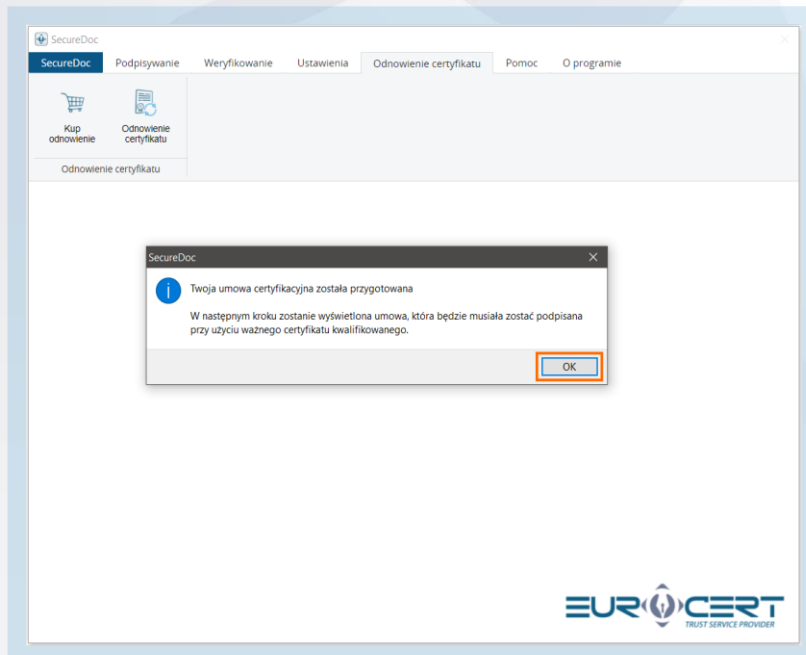 SecureDoc
SecureDoc Podpisywanie Weryfikowanie Ustawienia Odnowienie certyfikatu Pomoc O programie
Kup odnowienie
Odnowienie certyfikatu
Odnowienie certyfikatu
SecureDoc
Twoja umowa certyfikacyjna została przygotowana
W następnym kroku zostanie wyświetlona umowa, która będzie musiała zostać podpisana
przy użyciu ważnego certyfikatu kwalifikowanego.
OK
EUROCERT
TRUST SERVICE PROVIDER